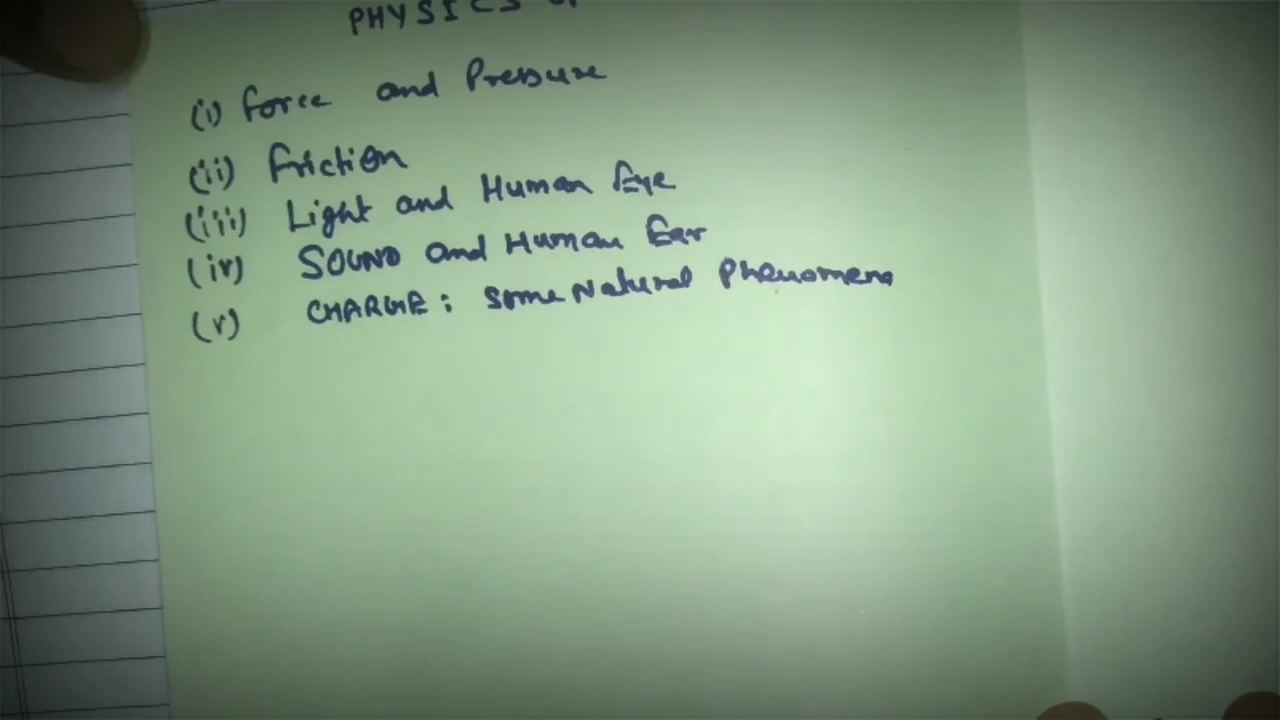 PHYSICS
(i) Force and Pressure
(ii) Friction
(iii) Light and Human Eye
(iv) SOUND and Human Ear
(v) CHARGE : Some Natural Phenomena